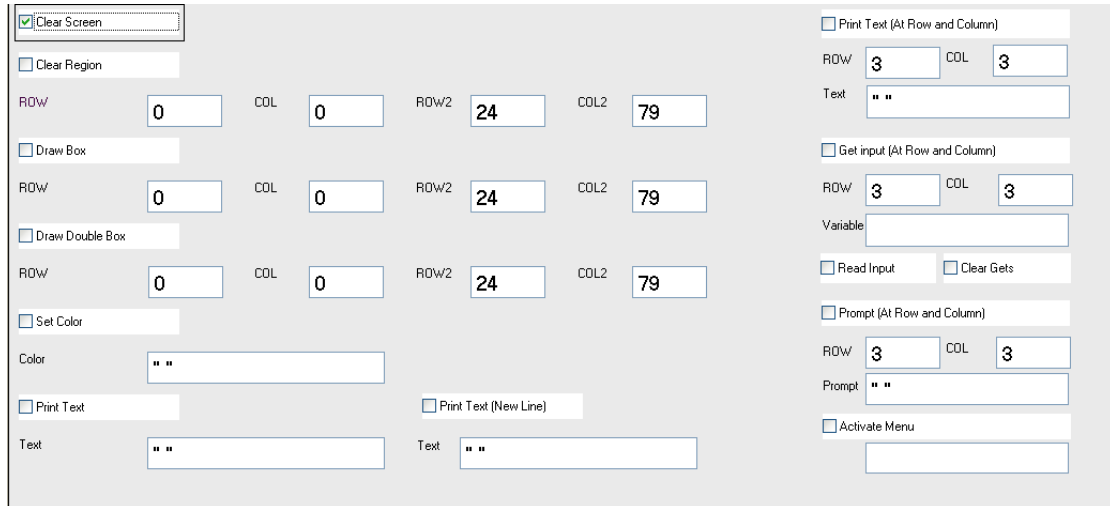 Clear Screen
Clear Region
ROW 0 COL 0 ROW2 24 COL2 79
Draw Box
ROW 0 COL 0 ROW2 24 COL2 79
Draw Double Box
ROW 0 COL 0 ROW2 24 COL2 79
Set Color
Color " "
Print Text Print Text (New Line)
Text " " Text " "
Print Text (At Row and Column)
ROW 3 COL 3
Text " "
Get input (At Row and Column)
ROW 3 COL 3
Variable
Read Input Clear Gets
Prompt (At Row and Column)
ROW 3 COL 3
Prompt " "
Activate Menu